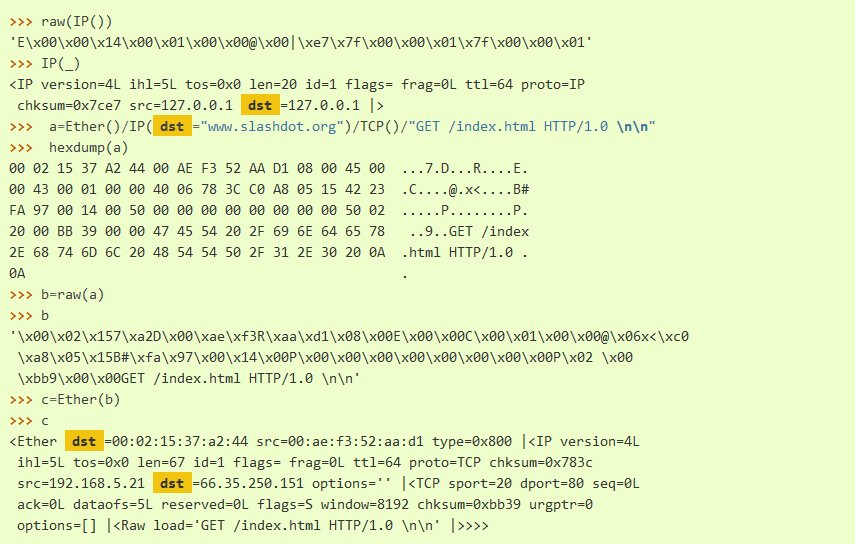 >>> raw(IP())
'E\x00\x00\x14\x00\x01\x00\x00@\x00|\xe7\x7f\x00\x00\x01\x7f\x00\x00\x01'
>>> IP(_)
<IP version=4L ihl=5L tos=0x0 len=20 id=1 flags= frag=0L ttl=64 proto=IP
 chksum=0x7ce7 src=127.0.0.1 dst =127.0.0.1 |>
>>>  a=Ether()/IP( dst ="www.slashdot.org")/TCP()/"GET /index.html HTTP/1.0 \n\n"
>>>  hexdump(a)
00 02 15 37 A2 44 00 AE F3 52 AA D1 08 00 45 00  ...7.D...R....E.
00 43 00 01 00 00 40 06 78 3C C0 A8 05 15 42 23  .C....@.x<....B#
FA 97 00 14 00 50 00 00 00 00 00 00 00 00 50 02  .....P........P.
20 00 BB 39 00 00 47 45 54 20 2F 69 6E 64 65 78   ..9..GET /index
2E 68 74 6D 6C 20 48 54 54 50 2F 31 2E 30 20 0A  .html HTTP/1.0 .
0A                                               .
>>> b=raw(a)
>>> b
'\x00\x02\x157\xa2D\x00\xae\xf3R\xaa\xd1\x08\x00E\x00\x00C\x00\x01\x00\x00@\x06x<\xc0
 \xa8\x05\x15B#\xfa\x97\x00\x14\x00P\x00\x00\x00\x00\x00\x00\x00\x00P\x02 \x00
 \xbb9\x00\x00GET /index.html HTTP/1.0 \n\n'
>>> c=Ether(b)
>>> c
<Ether dst =00:02:15:37:a2:44 src=00:ae:f3:52:aa:d1 type=0x800 |<IP version=4L
 ihl=5L tos=0x0 len=67 id=1 flags= frag=0L ttl=64 proto=TCP chksum=0x783c
 src=192.168.5.21 dst =66.35.250.151 options='' |<TCP sport=20 dport=80 seq=0L
 ack=0L dataofs=5L reserved=0L flags=S window=8192 chksum=0xbb39 urgptr=0
 options=[] |<Raw load='GET /index.html HTTP/1.0 \n\n' |>>>>